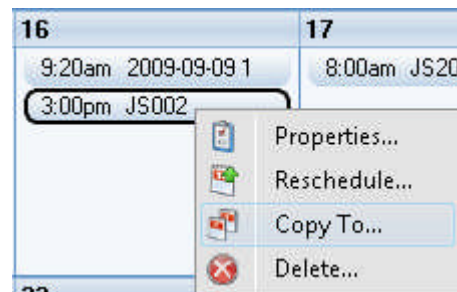 16 17
9:20am 2009-09-09 1 8:00am JS20
3:00pm JS002
Properties...
Reschedule...
Copy To...
Delete...